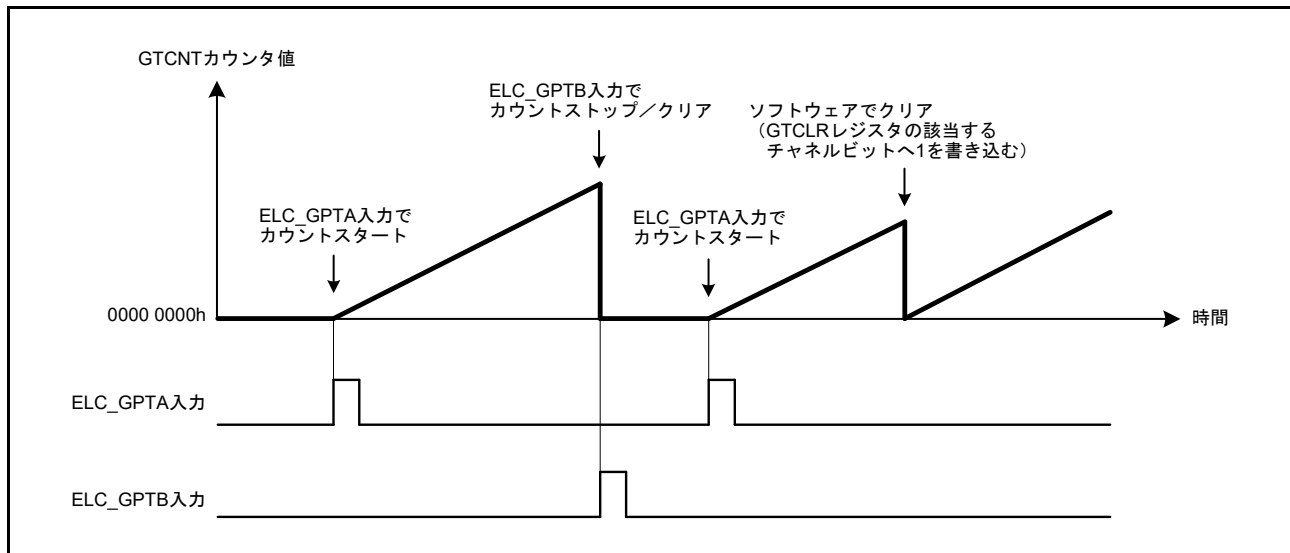 GTCNTカウンタ値
ELC_GPTB入力で
カウントストップ／クリア
ソフトウェアでクリア
（GTCLRレジスタの該当する
チャネルビットへ1を書き込む）
ELC_GPTA入力で
カウントスタート
ELC_GPTA入力で
カウントスタート
0000 0000h
時間
ELC_GPTA入力
ELC_GPTB入力